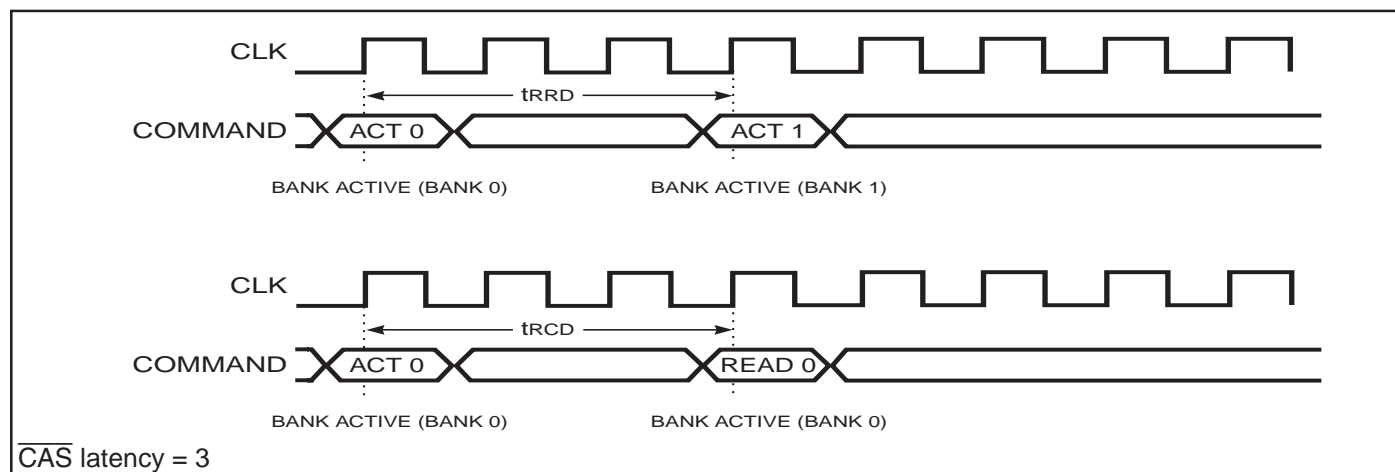 CLK
tRRD
COMMAND ACT 0 ACT 1
BANK ACTIVE (BANK 0) BANK ACTIVE (BANK 1)
CLK
tRCD
COMMAND ACT 0 READ 0
BANK ACTIVE (BANK 0) BANK ACTIVE (BANK 0)
C̅A̅S̅ latency = 3